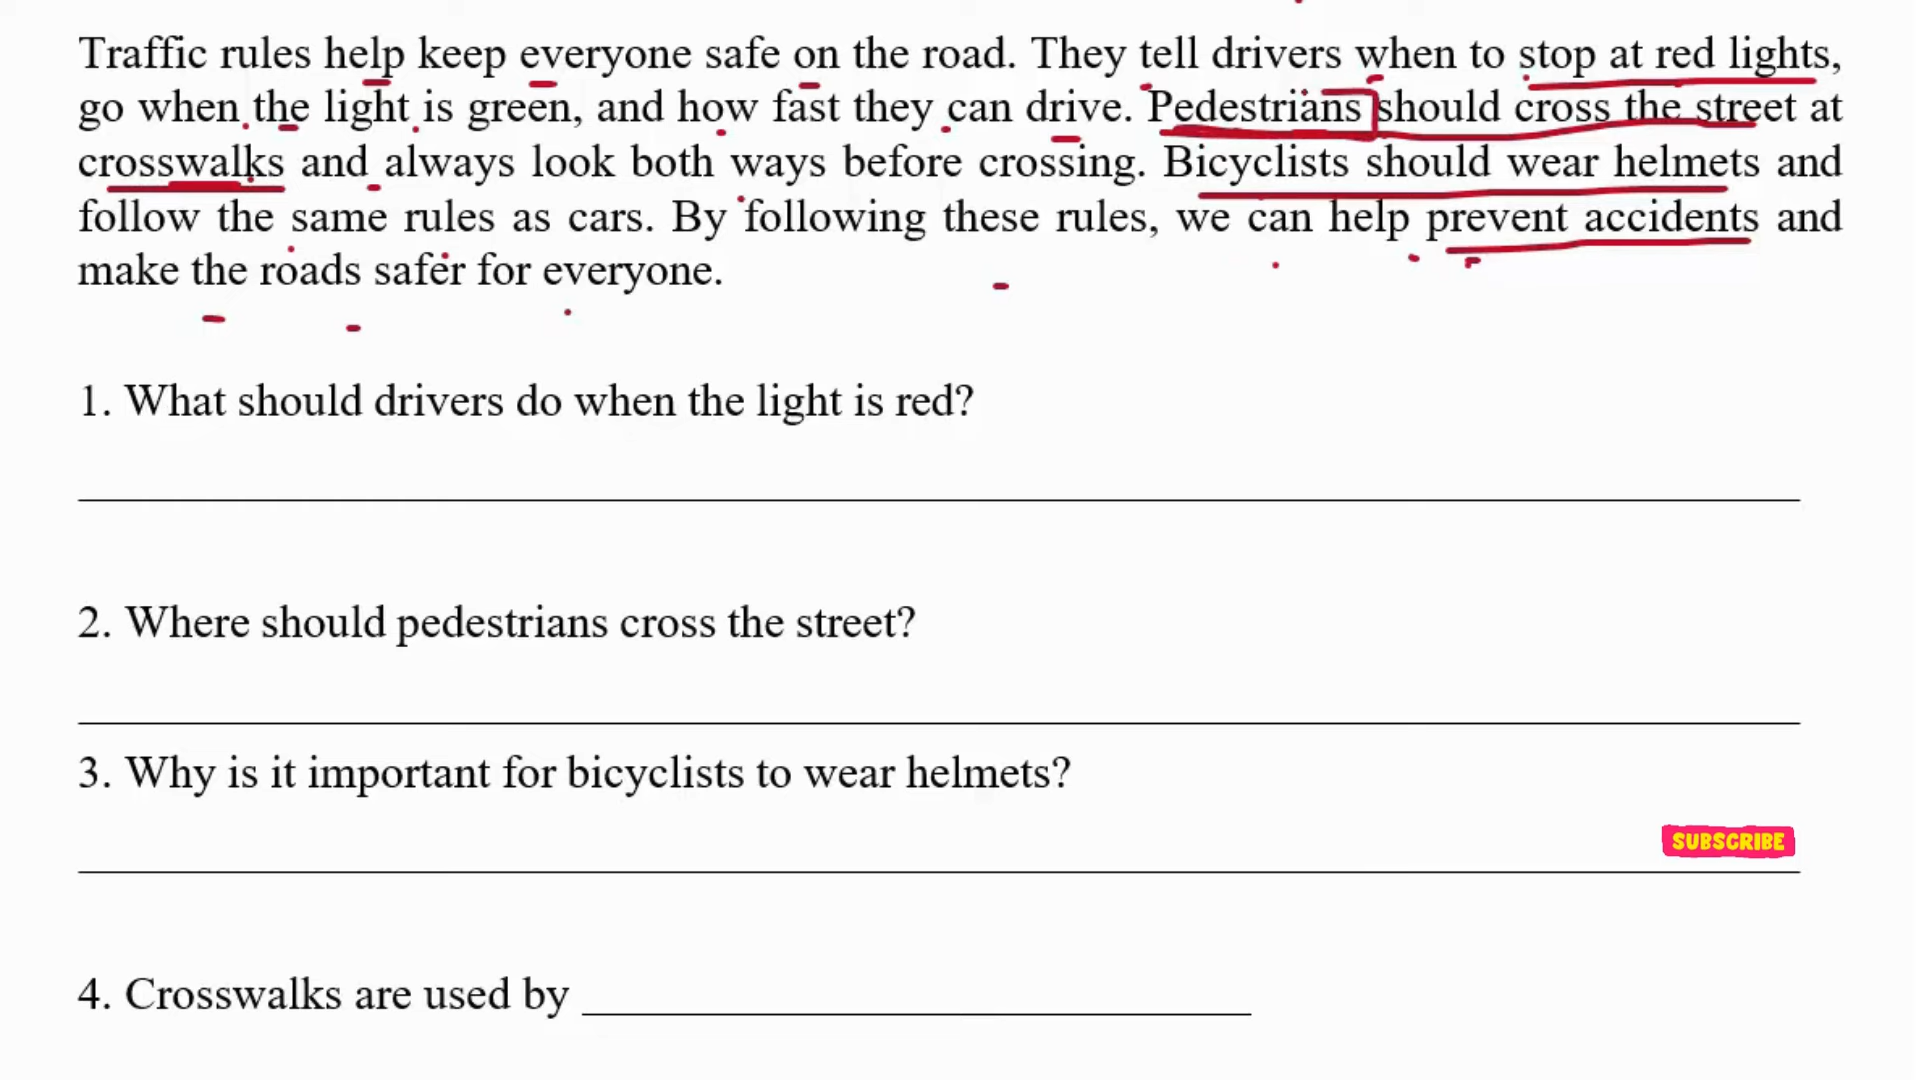 Traffic rules help keep everyone safe on the road. They tell drivers when to stop at red lights,
go when the light is green, and how fast they can drive. Pedestrians should cross the street at
crosswalks and always look both ways before crossing. Bicyclists should wear helmets and
follow the same rules as cars. By following these rules, we can help prevent accidents and
make the roads safer for everyone.
1. What should drivers do when the light is red?
2. Where should pedestrians cross the street?
3. Why is it important for bicyclists to wear helmets?
SUBSCRIBE
4. Crosswalks are used by